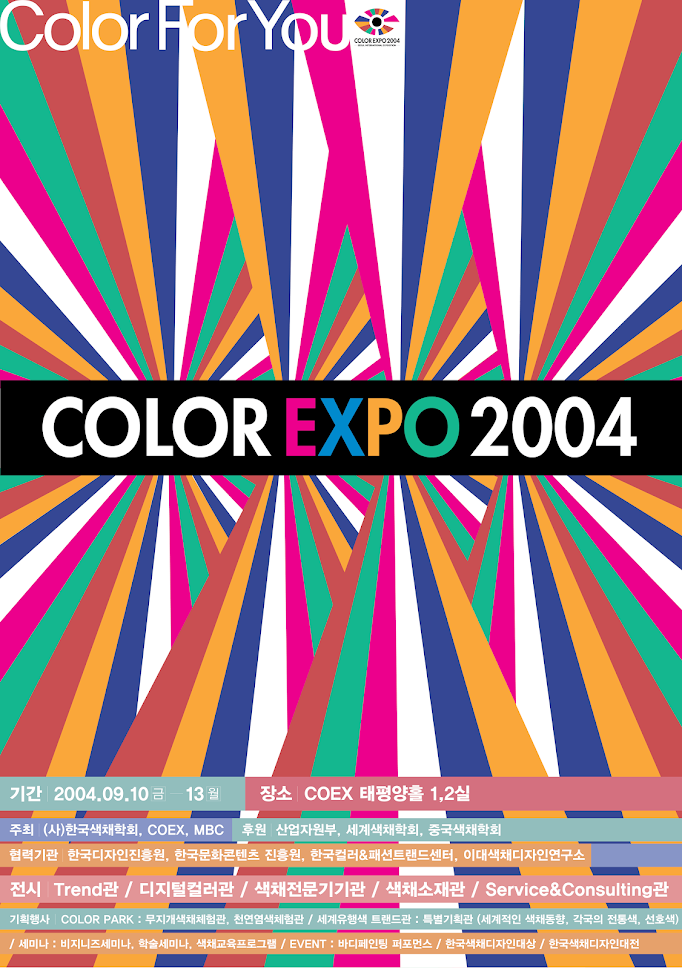 Color For You
COLOR EXPO 2004
COLOR EXPO 2004
기간 2004.09.10 금 — 13 월
장소 COEX 태평양홀 1,2실
주최 (사)한국색채학회, COEX, MBC
후원 산업자원부, 세계색채학회, 중국색채학회
협력기관 한국디자인진흥원, 한국문화콘텐츠 진흥원, 한국컬러&패션트랜드센터, 이대색채디자인연구소
전시 Trend관 / 디지털컬러관 / 색채전문기기관 / 색채소재관 / Service&Consulting관
기획행사 COLOR PARK : 무지개색채체험관, 천연염색체험관 / 세계유행색 트랜드관 : 특별기획관 (세계적인 색채동향, 각국의 전통색, 선호색)
/ 세미나 : 비지니즈세미나, 학술세미나, 색채교육프로그램 / EVENT : 바디페인팅 퍼포먼스 / 한국색채디자인대상 / 한국색채디자인대전